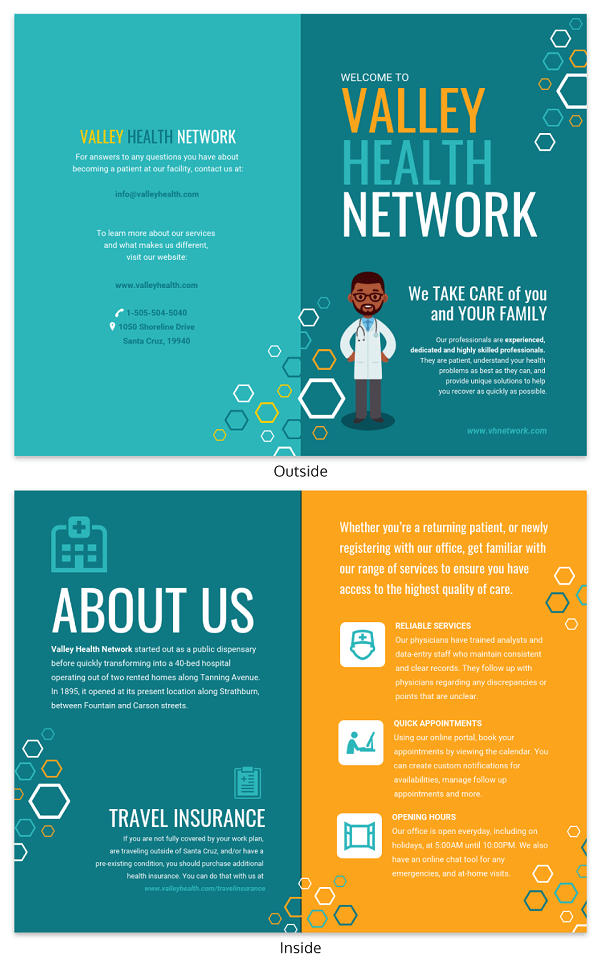 VALLEY HEALTH NETWORK
For answers to any questions you have about
becoming a patient at our facility, contact us at:
info@valleyhealth.com
To learn more about our services
and what makes us different,
visit our website:
www.valleyhealth.com
1-505-504-5040
1050 Shoreline Drive
Santa Cruz, 19940
WELCOME TO
VALLEY
HEALTH
NETWORK
We TAKE CARE of you
and YOUR FAMILY
Our professionals are experienced,
dedicated and highly skilled professionals.
They are patient, understand your health
problems as best as they can, and
provide unique solutions to help
you recover as quickly as possible.
www.vhnetwork.com
Outside
ABOUT US
Valley Health Network started out as a public dispensary
before quickly transforming into a 40-bed hospital
operating out of two rented homes along Tanning Avenue.
In 1895, it opened at its present location along Strathburn,
between Fountain and Carson streets.
TRAVEL INSURANCE
If you are not fully covered by your work plan,
are traveling outside of Santa Cruz, and/or have a
pre-existing condition, you should purchase additional
health insurance. You can do that with us at
www.valleyhealth.com/travelinsurance
Whether you're a returning patient, or newly
registering with our office, get familiar with
our range of services to ensure you have
access to the highest quality of care.
RELIABLE SERVICES
Our physicians have trained analysts and
data-entry staff who maintain consistent
and clear records. They follow up with
physicians regarding any discrepancies or
points that are unclear.
QUICK APPOINTMENTS
Using our online portal, book your
appointments by viewing the calendar. You
can create custom notifications for
availabilities, manage follow up
appointments and more.
OPENING HOURS
Our office is open everyday, including on
holidays, at 5:00AM until 10:00PM. We also
have an online chat tool for any
emergencies, and at-home visits.
Inside